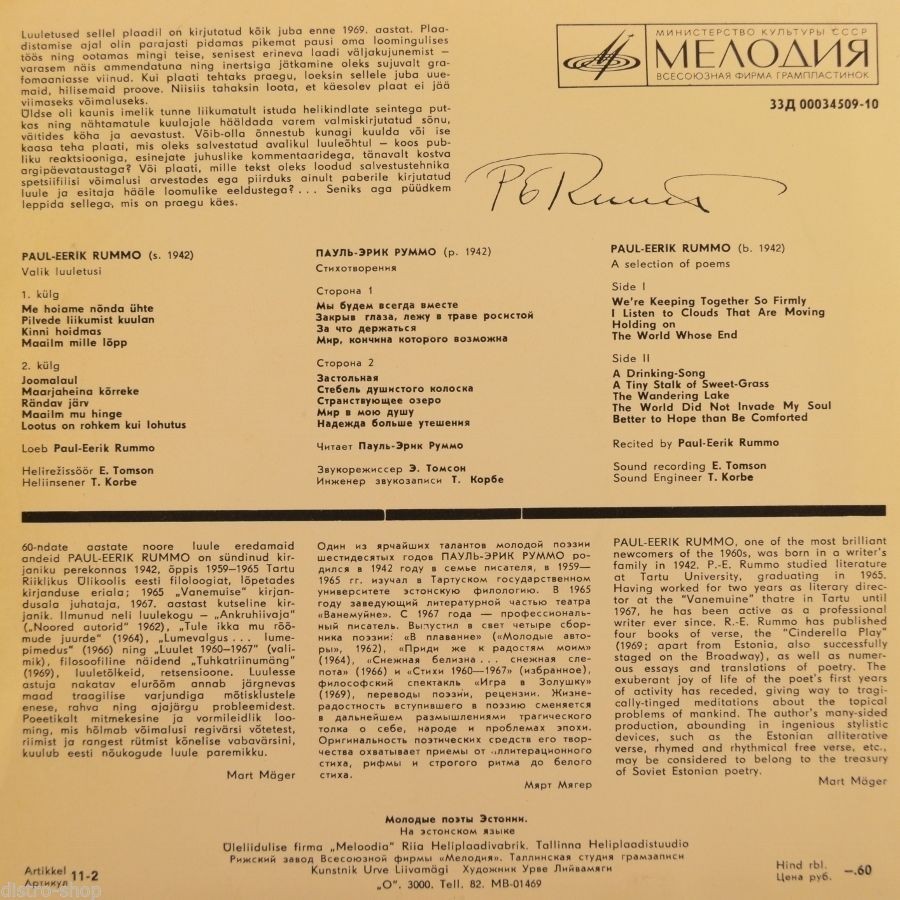 Luuletused sellel plaadil on kirjutatud kõik juba enne 1969. aastat. Plaa-
distamise ajal olin parajasti pidamas pikemat pausi oma loomingulises
töös ning ootamas mingi teise, senisest erineva laadi väljakujunemist –
varasem näis ammendatuna ning inertsiga jätkamine oleks sujuvalt gra-
fomaaniasse viinud. Kui plaati tehtaks praegu, loeksin sellele juba uue-
maid, hilisemaid proove. Niisiis tahaksin loota, et käesolev plaat ei jää
viimaseks võimaluseks.
Üldse oli kaunis imelik tunne liikumatult istuda helikindlate seintega put-
kas ning nähtamatule kuulajale hääldada varem valmiskirjutatud sõnu,
vältides köha ja aevastust. Võib-olla õnnestub kunagi kuulda või ise
kaasa teha plaati, mis oleks salvestatud avalikul luuleõhtul – koos pub-
liku reaktsiooniga, esinejate juhuslike kommentaaridega, tänavalt kostva
argipäevataustaga? Või plaati, mille tekst oleks loodud salvestustehnika
spetsiifilisi võimalusi arvestades ega piirduks ainult paberile kirjutatud
luule ja esitaja hääle loomulike eeldustega?... Seniks aga püüdkem
leppida sellega, mis on praegu käes.
МИНИСТЕРСТВО КУЛЬТУРЫ СССР
МЕЛОДИЯ
ВСЕСОЮЗНАЯ ФИРМА ГРАМПЛАСТИНОК
33Д 00034509-10
PERummo
PAUL-EERIK RUMMO (s. 1942)
Valik luuletusi
1. külg
Me hoiame nõnda ühte
Pilvede liikumist kuulan
Kinni hoidmas
Maailm mille lõpp
2. külg
Joomalaul
Maarjaheina kõrreke
Rändav järv
Maailm mu hinge
Lootus on rohkem kui lohutus
Loeb Paul-Eerik Rummo
Helirežissöör E. Tomson
Heliinsener T. Korbe
ПАУЛЬ-ЭРИК РУММО (р. 1942)
Стихотворения
Сторона 1
Мы будем всегда вместе
Закрыв глаза, лежу в траве росистой
За что держаться
Мир, кончина которого возможна
Сторона 2
Застольная
Стебель душистого колоска
Странствующее озеро
Мир в мою душу
Надежда больше утешения
Читает Пауль-Эрик Руммо
Звукорежиссер Э. Томсон
Инженер звукозаписи Т. Корбе
PAUL-EERIK RUMMO (b. 1942)
A selection of poems
Side I
We're Keeping Together So Firmly
I Listen to Clouds That Are Moving
Holding on
The World Whose End
Side II
A Drinking-Song
A Tiny Stalk of Sweet-Grass
The Wandering Lake
The World Did Not Invade My Soul
Better to Hope than Be Comforted
Recited by Paul-Eerik Rummo
Sound recording E. Tomson
Sound Engineer T. Korbe
60-ndate aastate noore luule eredamaid
andeid PAUL-EERIK RUMMO on sündinud kir-
janiku perekonnas 1942, õppis 1959–1965 Tartu
Riiklikus Ülikoolis eesti filoloogiat, lõpetades
kirjanduse eriala; 1965 „Vanemuise" kirjan-
dusala juhataja, 1967. aastast kutseline kir-
janik. Ilmunud neli luulekogu – „Ankruhiivaja"
(„Noored autorid" 1962), „Tule ikka mu rõõ-
mude juurde" (1964), „Lumevalgus... lume-
pimedus" (1966) ning „Luulet 1960–1967" (vali-
mik), filosoofiline näidend „Tuhkatriinumäng"
(1969), luuletõlkeid, retsensioone. Luulesse
astuja nakatav elurõõm annab järgnevas
maad traagilise varjundiga mõtisklustele
enese, rahva ning ajajärgu probleemidest.
Poeetikalt mitmekesine ja vormileidlik loo-
ming, mis hõlmab võimalusi regivärsi võtetest,
riimist ja rangest rütmist kõnelise vabavärsini,
kuulub eesti nõukogude luule paremikku.
Mart Mäger
Один из ярчайших талантов молодой поэзии
шестидесятых годов ПАУЛЬ-ЭРИК РУММО ро-
дился в 1942 году в семье писателя, в 1959—
1965 гг. изучал в Тартуском государственном
университете эстонскую филологию. В 1965
году заведующий литературной частью театра
«Ванемуйне». С 1967 года — профессиональ-
ный писатель. Выпустил в свет четыре сбор-
ника поэзии: «В плавание» («Молодые авто-
ры», 1962), «Приди же к радостям моим»
(1964), «Снежная белизна... снежная сле-
пота» (1966) и «Стихи 1960—1967» (избранное),
философский спектакль «Игра в Золушку»
(1969), переводы поэзии, рецензии. Жизне-
радостность вступившего в поэзию сменяется
в дальнейшем размышлениями трагического
толка о себе, народе и проблемах эпохи.
Оригинальность поэтических средств его твор-
чества охватывает приемы от аллитерационного
стиха, рифмы и строгого ритма до белого
стиха.
Мярт Мягер
PAUL-EERIK RUMMO, one of the most brilliant
newcomers of the 1960s, was born in a writer's
family in 1942. P.-E. Rummo studied literature
at Tartu University, graduating in 1965.
Having worked for two years as literary direc-
tor at the "Vanemuine" thatre in Tartu until
1967, he has been active as a professional
writer ever since. R.-E. Rummo has published
four books of verse, the "Cinderella Play"
(1969; apart from Estonia, also successfully
staged on the Broadway), as well as numer-
ous essays and translations of poetry. The
exuberant joy of life of the poet's first years
of activity has receded, giving way to tragi-
cally-tinged meditations about the topical
problems of mankind. The author's many-sided
production, abounding in ingenious stylistic
devices, such as the Estonian alliterative
verse, rhymed and rhythmical free verse, etc.,
may be considered to belong to the treasury
of Soviet Estonian poetry.
Mart Mäger
Молодые поэты Эстонии.
На эстонском языке
Üleliidulise firma „Meloodia" Riia Heliplaadivabrik. Tallinna Heliplaadistuudio
Рижский завод Всесоюзной фирмы «Мелодия». Таллинская студия грамзаписи
Kunstnik Urve Liivamägi Художник Урве Лийвамяги
„O". 3000. Tell. 82. MB-01469
Artikkel 11-2
Артикул
Hind rbl.
Цена руб. —.60
distro-shop